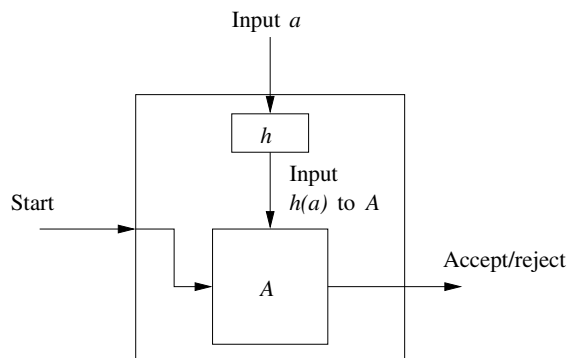 Input a
h
Input
h(a) to A
Start
Accept/reject
A